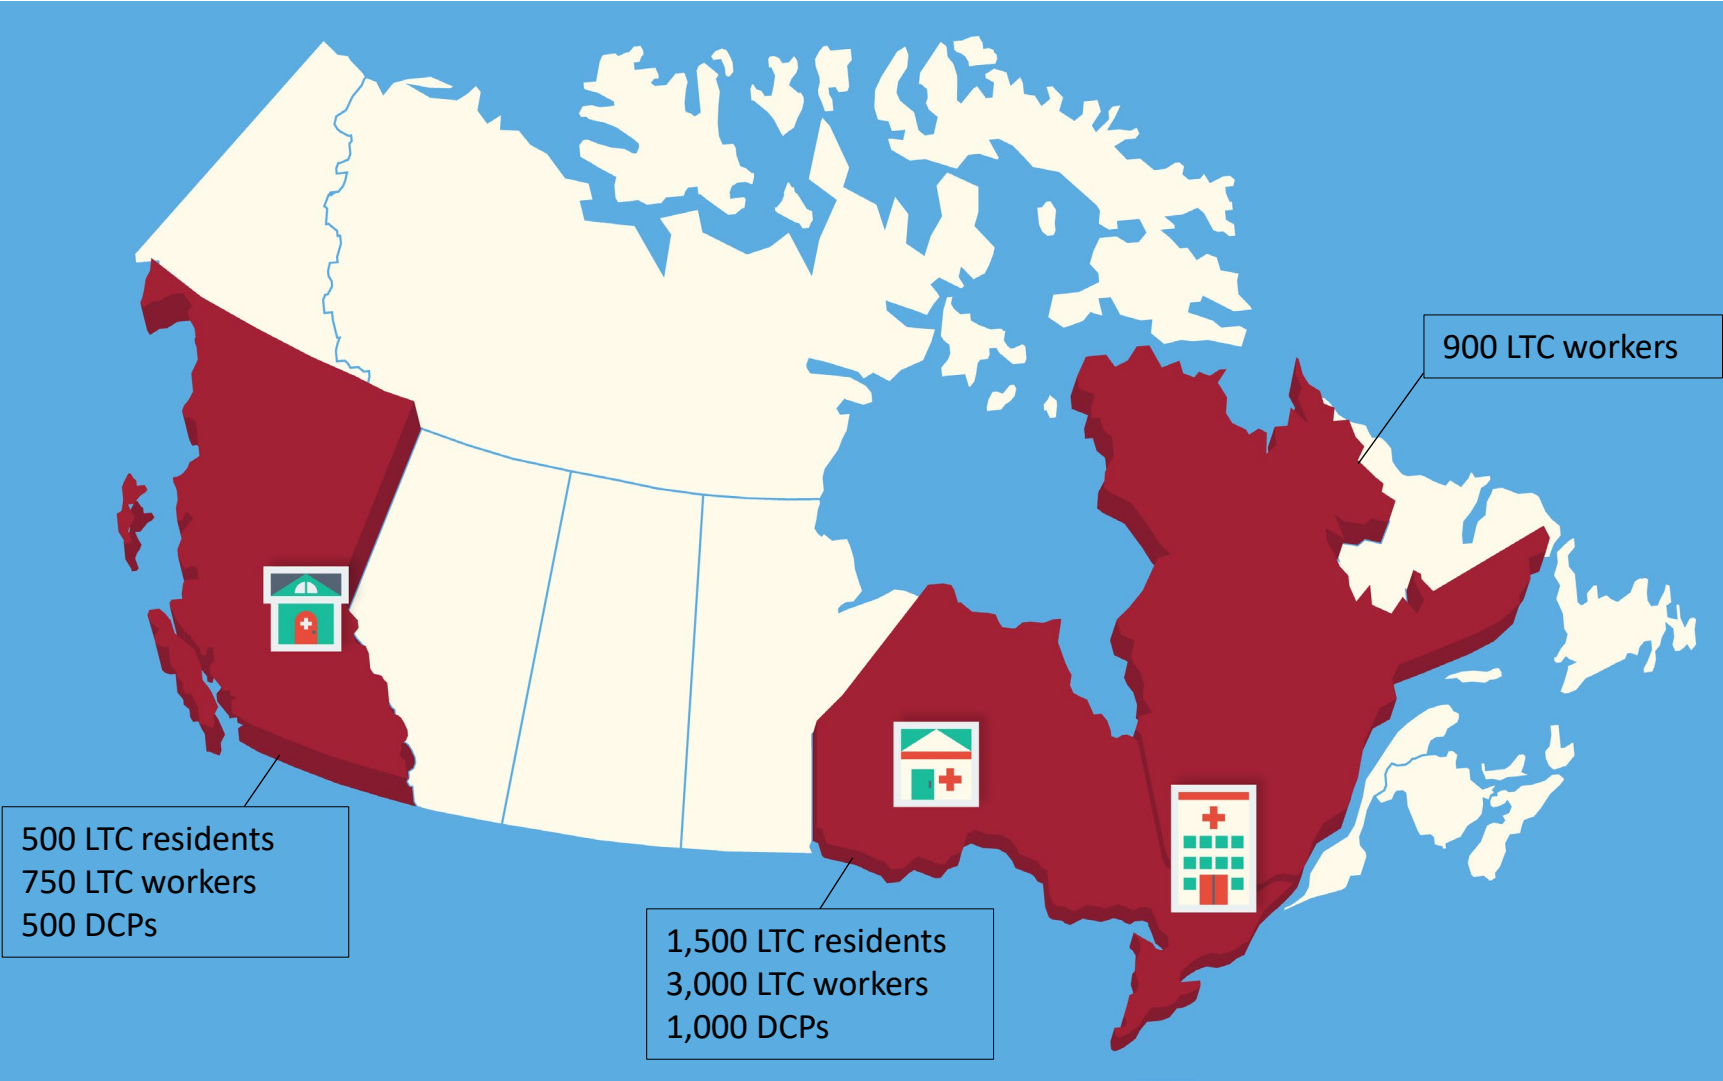 900 LTC workers
500 LTC residents
750 LTC workers
500 DCPs
1,500 LTC residents
3,000 LTC workers
1,000 DCPs